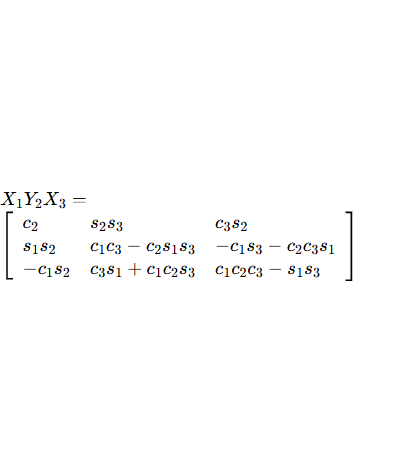 X₁Y₂X₃ =
[ c₂ s₂s₃ c₃s₂
s₁s₂ c₁c₃ − c₂s₁s₃ −c₁s₃ − c₂c₃s₁
−c₁s₂ c₃s₁ + c₁c₂s₃ c₁c₂c₃ − s₁s₃ ]